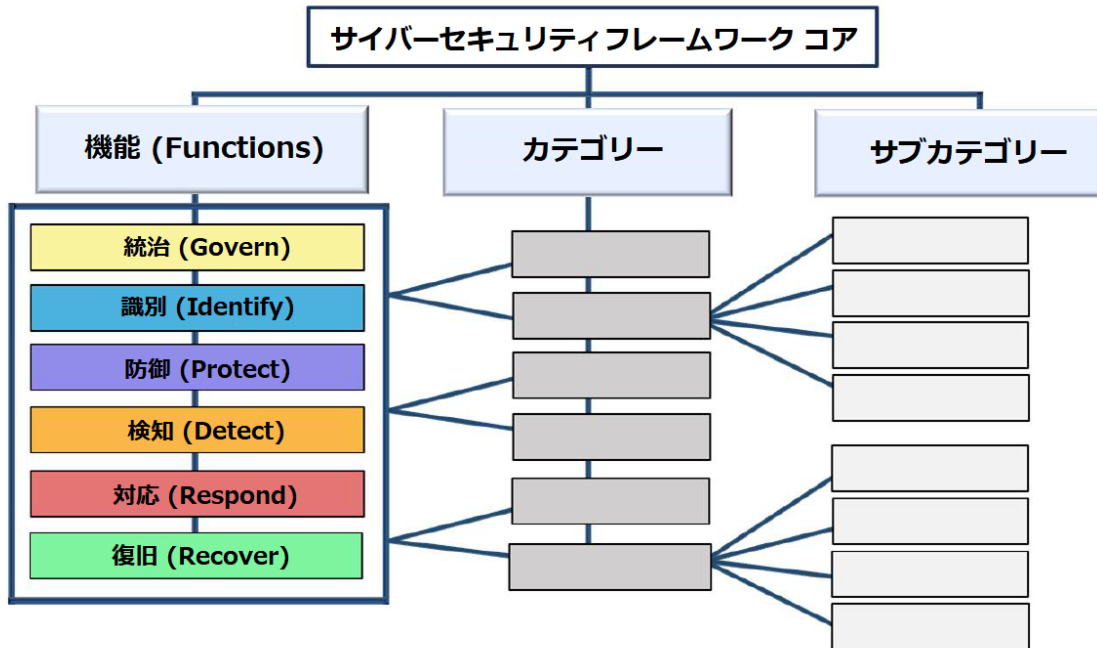 サイバーセキュリティフレームワーク コア
機能 (Functions)
カテゴリー
サブカテゴリー
統治 (Govern)
識別 (Identify)
防御 (Protect)
検知 (Detect)
対応 (Respond)
復旧 (Recover)